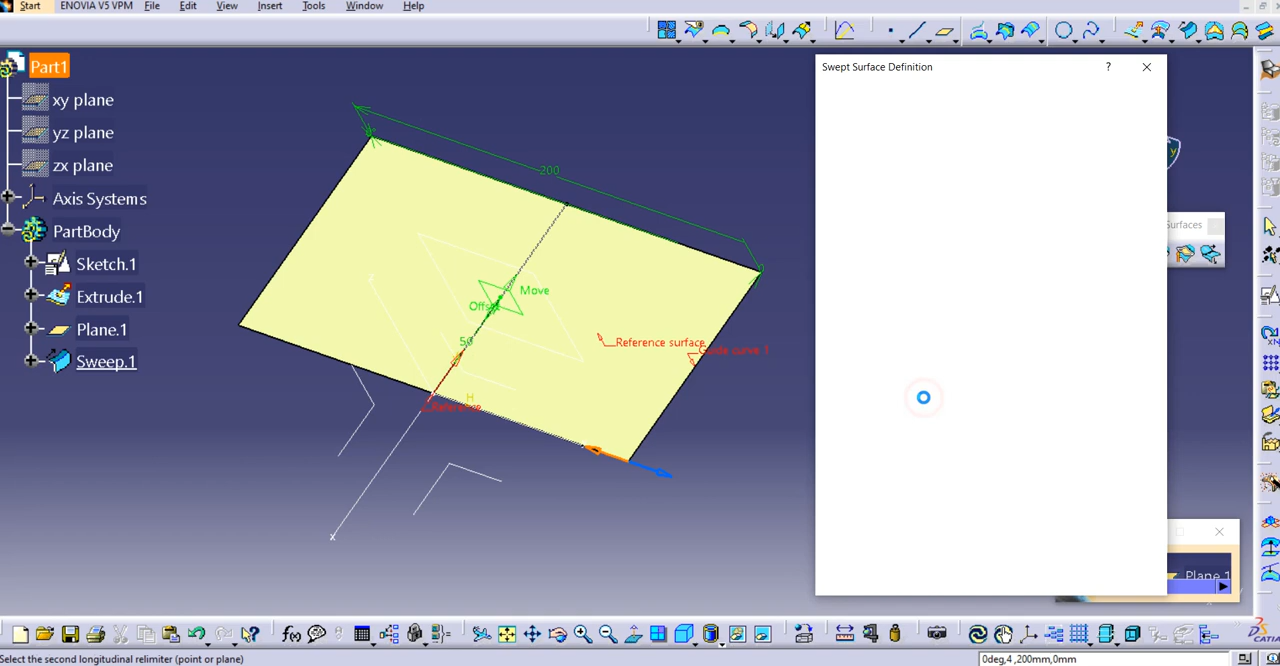 Start ENOVIA V5 VPM File Edit View Insert Tools Window Help
Swept Surface Definition ? ×
Part1
xy plane
yz plane
zx plane
Axis Systems
PartBody
Sketch.1
Extrude.1
Plane.1
Sweep.1
200
Move
Offset
50
Reference surface
Guide curve 1
H
Reference
x
y
Surfaces
Plane.1
f(x)
CATIA
Select the second longitudinal relimiter (point or plane)
0deg,4 ,200mm,0mm